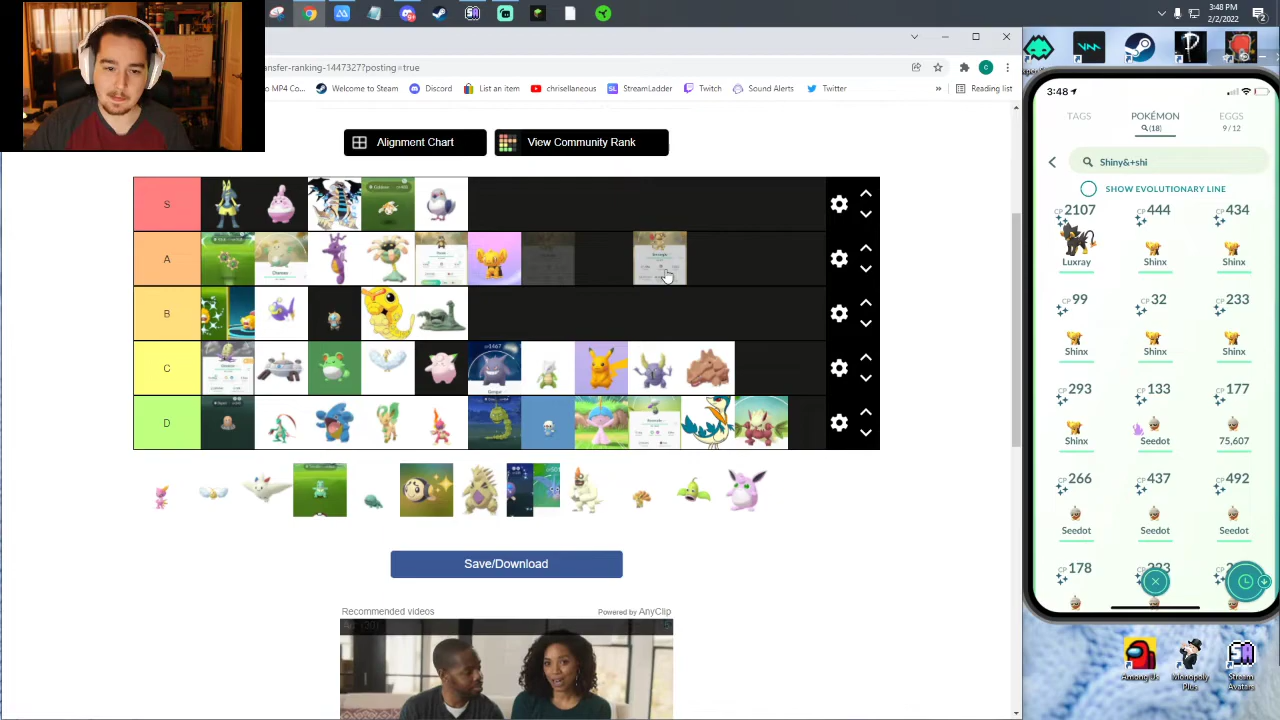 3:48 PM
2/2/2022
2
ansfer-ranking-1447327?posting=true
o MP4 Co...
Welcome to Steam
Discord
List an item
chrisellaneous
StreamLadder
Twitch
Sound Alerts
Twitter
»
Reading list
Alignment Chart
View Community Rank
S
A
B
C
D
CP1467
Save/Download
Recommended videos
Powered by AnyClip
3:48
TAGS
POKÉMON
(18)
EGGS
9 / 12
Shiny&+shi
SHOW EVOLUTIONARY LINE
CP 2107
444
434
Luxray
Shinx
Shinx
CP 99
CP 32
CP 233
Shinx
Shinx
Shinx
CP 293
CP 133
CP 177
Shinx
Seedot
75,607
CP 266
CP 437
CP 492
Seedot
Seedot
Seedot
CP 178
Among Us
Monopoly Plus
Stream Avatars